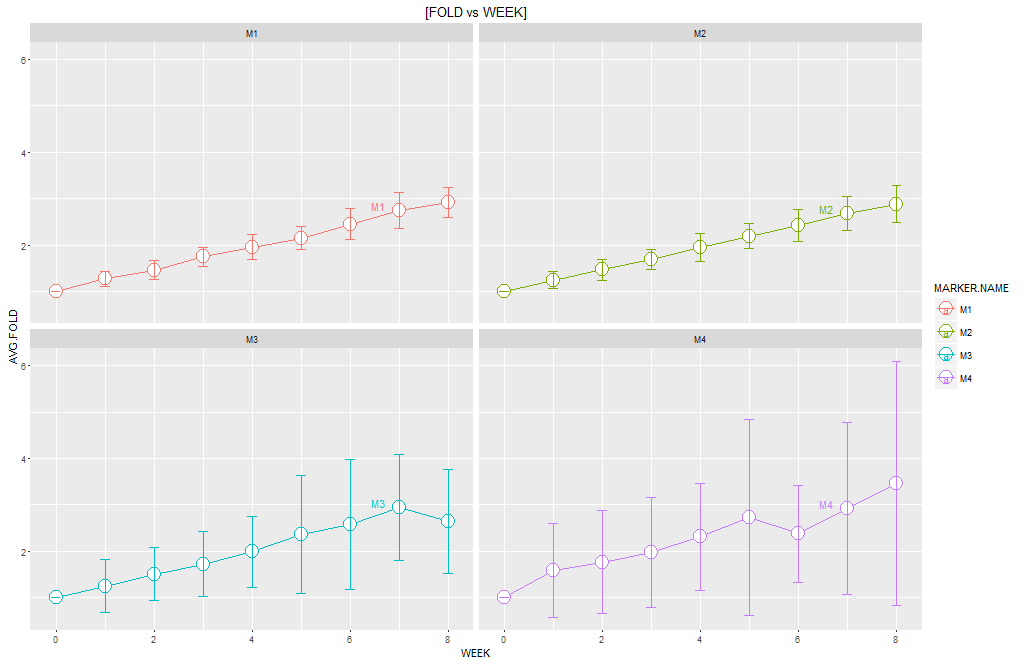 [FOLD vs WEEK]
M1
M2
6
4
2
M1
M2
M3
M4
6
4
2
M3
M4
0
2
4
6
8
0
2
4
6
8
WEEK
AVG.FOLD
MARKER.NAME
a M1
a M2
a M3
a M4